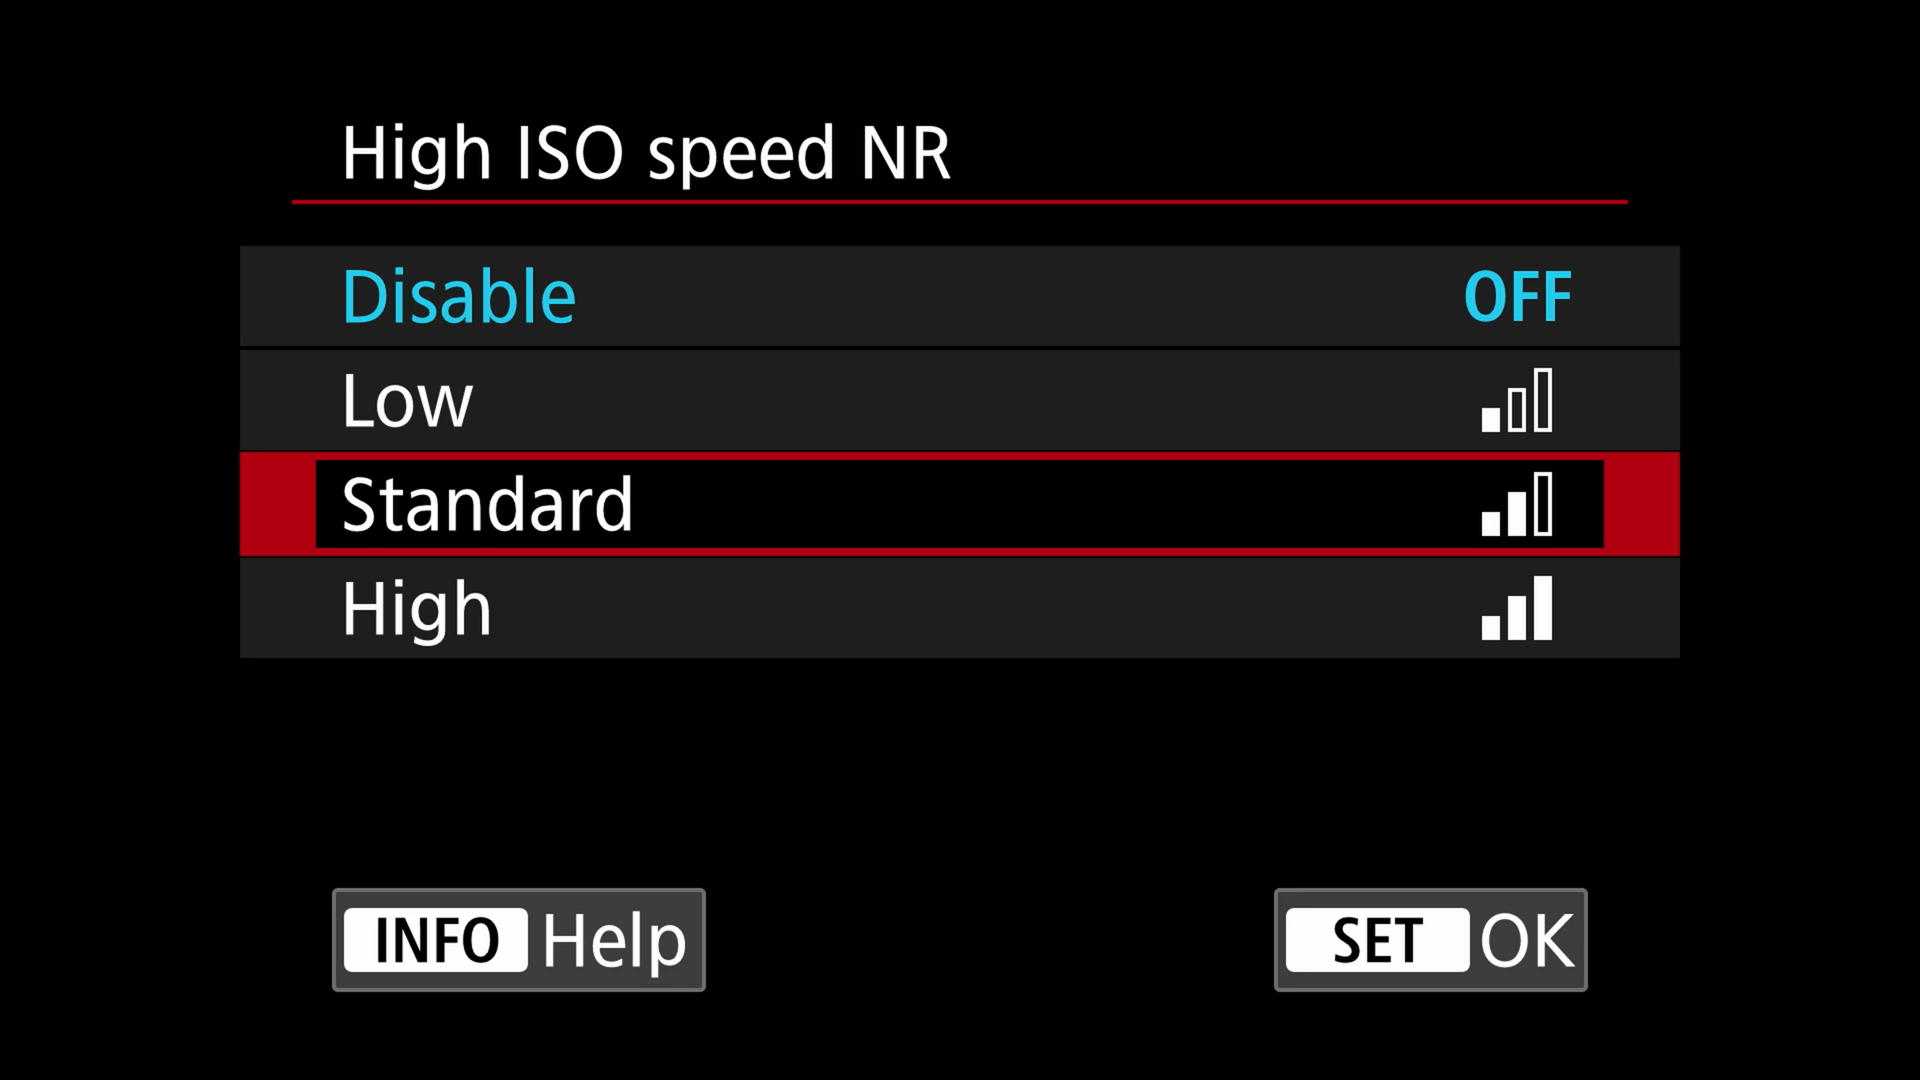 High ISO speed NR
Disable OFF
Low
Standard
High
INFO Help SET OK